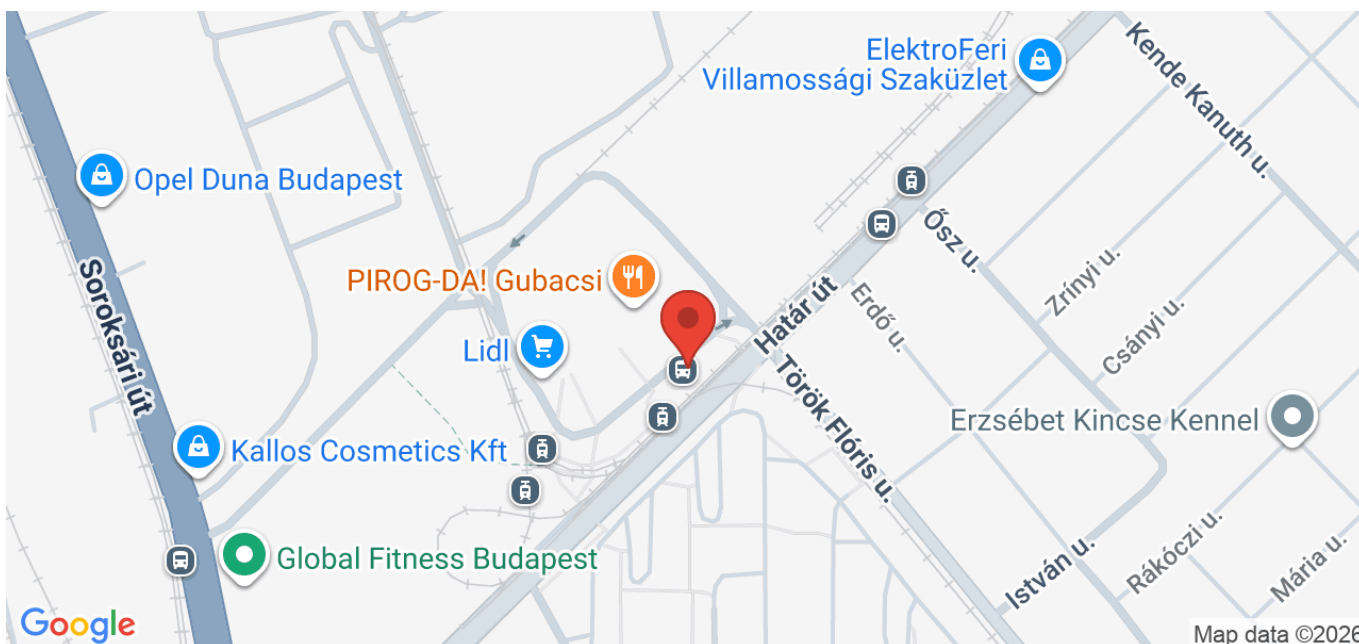 ElektroFeri
Villamossági Szaküzlet
Kende Kanuth u.
Opel Duna Budapest
Ősz u.
PIROG-DA! Gubacsi
Zrínyi u.
Soroksári út
Határ út
Erdő u.
Csányi u.
Lidl
Török Flóris u.
Erzsébet Kincse Kennel
Kallos Cosmetics Kft
Global Fitness Budapest
István u.
Rákóczi u.
Mária u.
Google
Map data ©2026